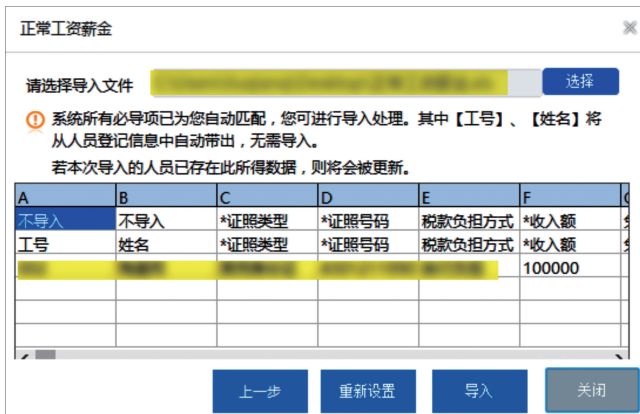 正常工资薪金
请选择导入文件 选择
系统所有必导项已为您自动匹配，您可进行导入处理。其中【工号】、【姓名】将
从人员登记信息中自动带出，无需导入。
若本次导入的人员已存在此所得数据，则将会被更新。
A B C D E F
不导入 不导入 *证照类型 *证照号码 税款负担方式 *收入额
工号 姓名 *证照类型 *证照号码 税款负担方式 *收入额
100000
上一步 重新设置 导入 关闭